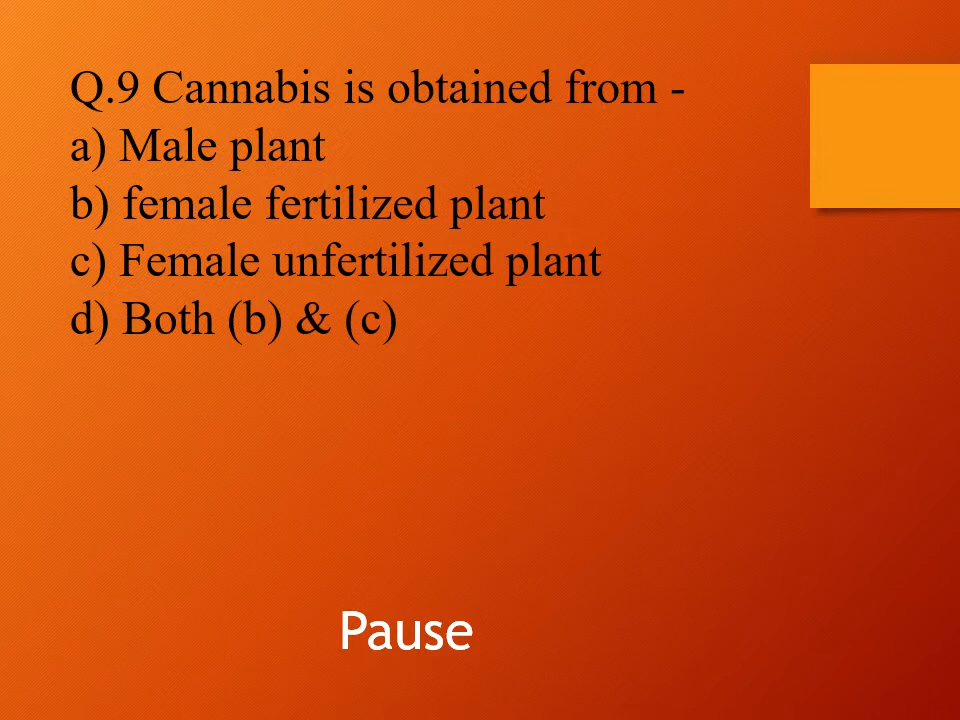 Q.9 Cannabis is obtained from -
a) Male plant
b) female fertilized plant
c) Female unfertilized plant
d) Both (b) & (c)
Pause